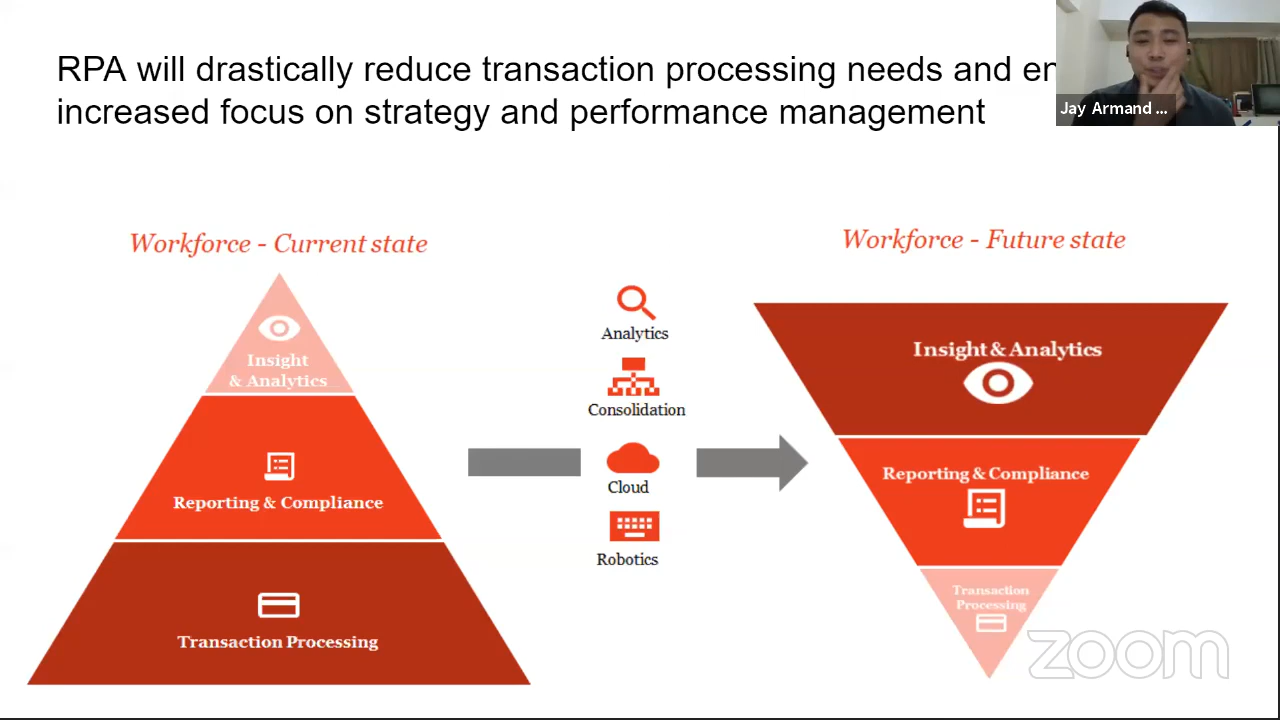 RPA will drastically reduce transaction processing needs and en
increased focus on strategy and performance management
Jay Armand ...
Workforce - Current state
Insight
& Analytics
Reporting & Compliance
Transaction Processing
Analytics
Consolidation
Cloud
Robotics
Workforce - Future state
Insight & Analytics
Reporting & Compliance
Transaction
Processing
zoom